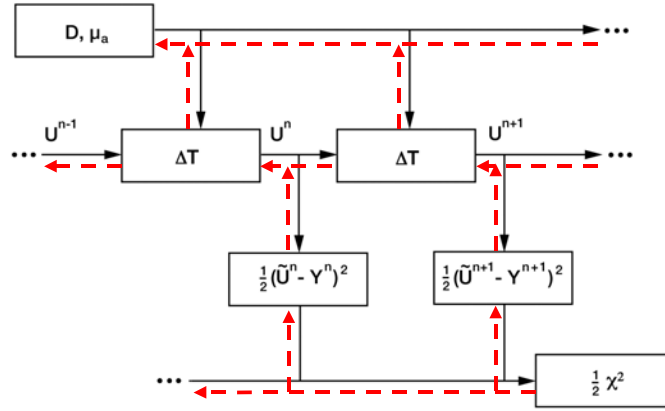 D, μₐ
Uⁿ⁻¹
Uⁿ
Uⁿ⁺¹
•••
ΔT
ΔT
•••
•••
½(Ũⁿ - Yⁿ)²
½(Ũⁿ⁺¹ - Yⁿ⁺¹)²
•••
½ χ²